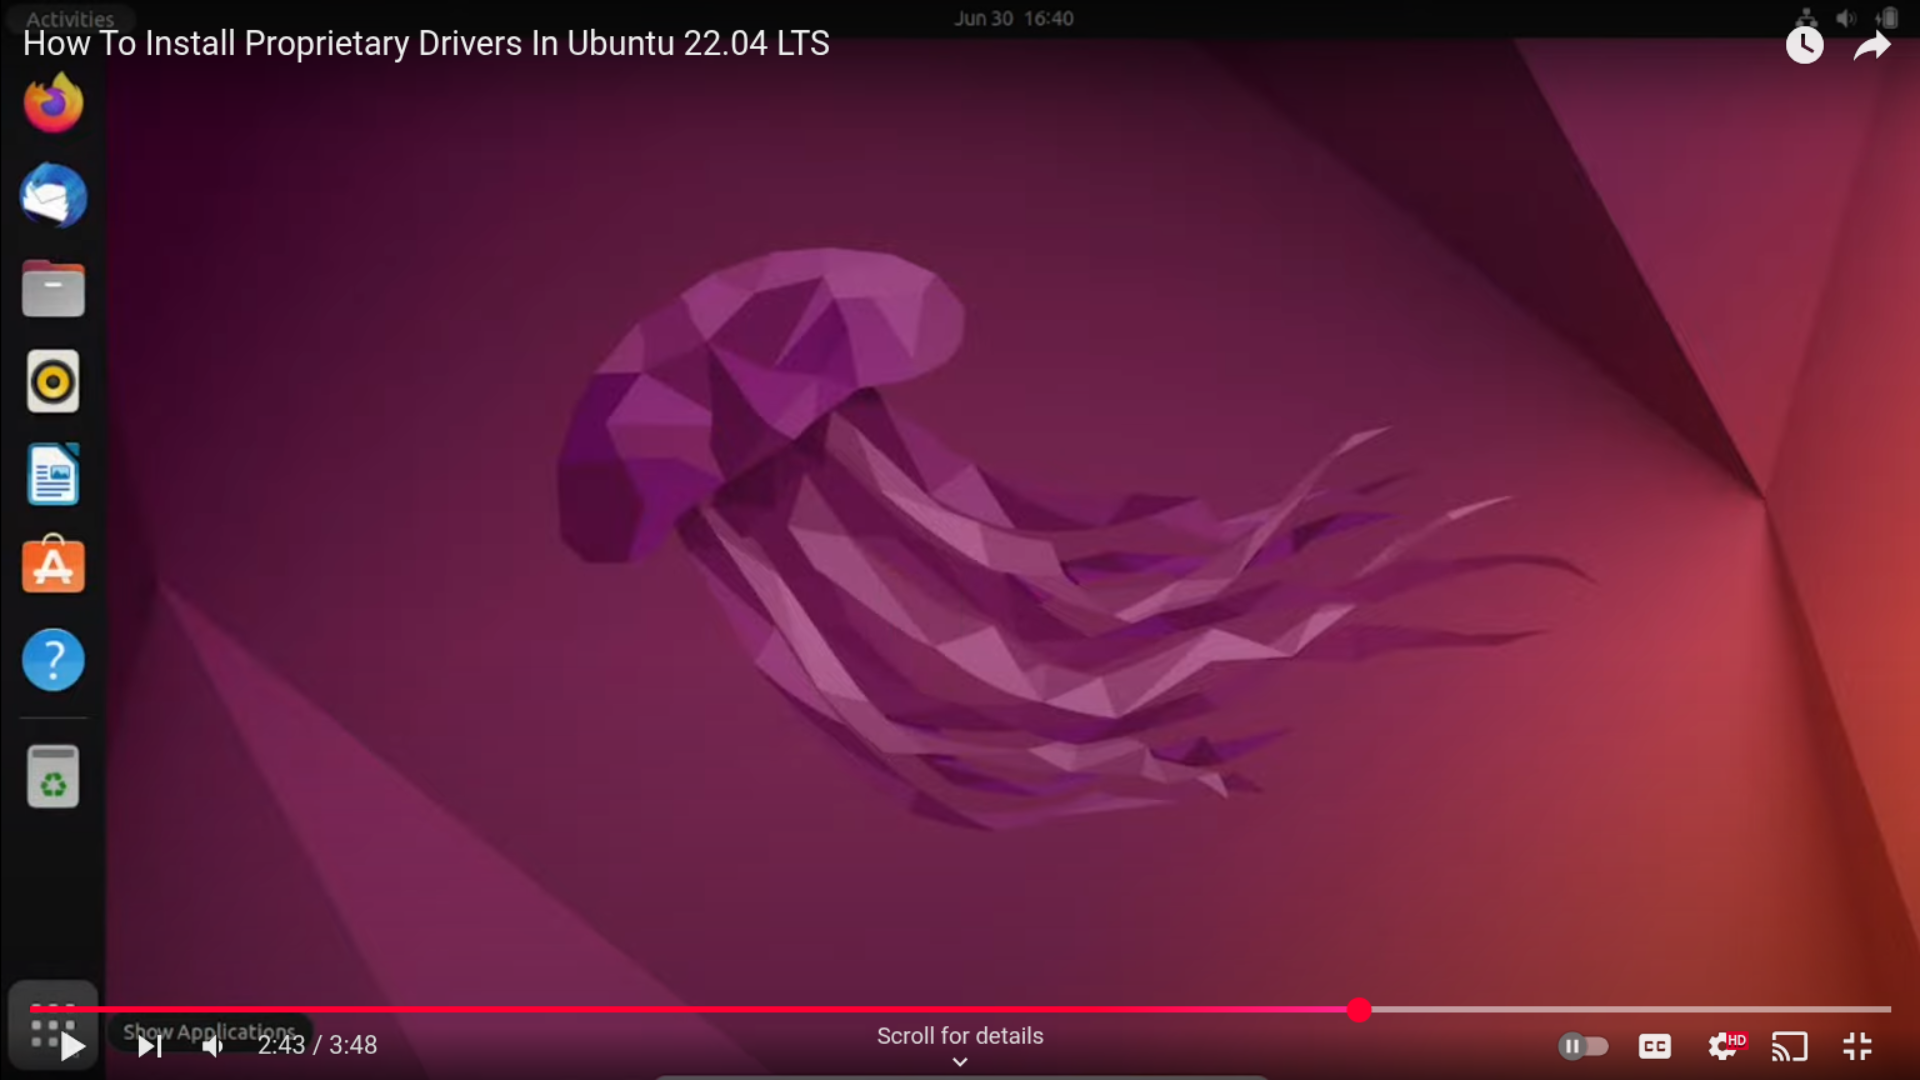 Activities
Jun 30 16:40
How To Install Proprietary Drivers In Ubuntu 22.04 LTS
Show Applications
2:43 / 3:48
Scroll for details
CC
HD